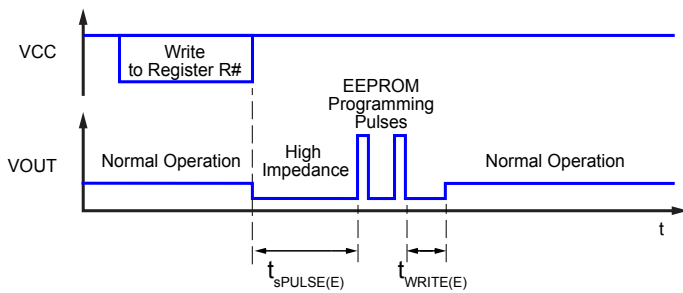 VCC
Write
to Register R#
EEPROM
Programming
Pulses
VOUT
Normal Operation
High
Impedance
Normal Operation
t
tsPULSE(E)
tWRITE(E)